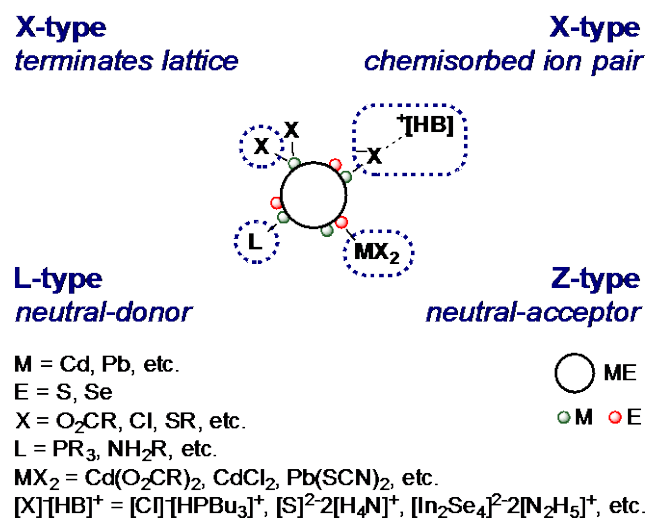 X-type X-type
terminates lattice chemisorbed ion pair
⁺[HB]
X
X ⁻X
L MX₂
L-type Z-type
neutral-donor neutral-acceptor
M = Cd, Pb, etc.
E = S, Se
X = O₂CR, Cl, SR, etc.
L = PR₃, NH₂R, etc.
MX₂ = Cd(O₂CR)₂, CdCl₂, Pb(SCN)₂, etc.
[X]⁻[HB]⁺ = [Cl]⁻[HPBu₃]⁺, [S]²⁻2[H₄N]⁺, [In₂Se₄]²⁻2[N₂H₅]⁺, etc.
ME
M E